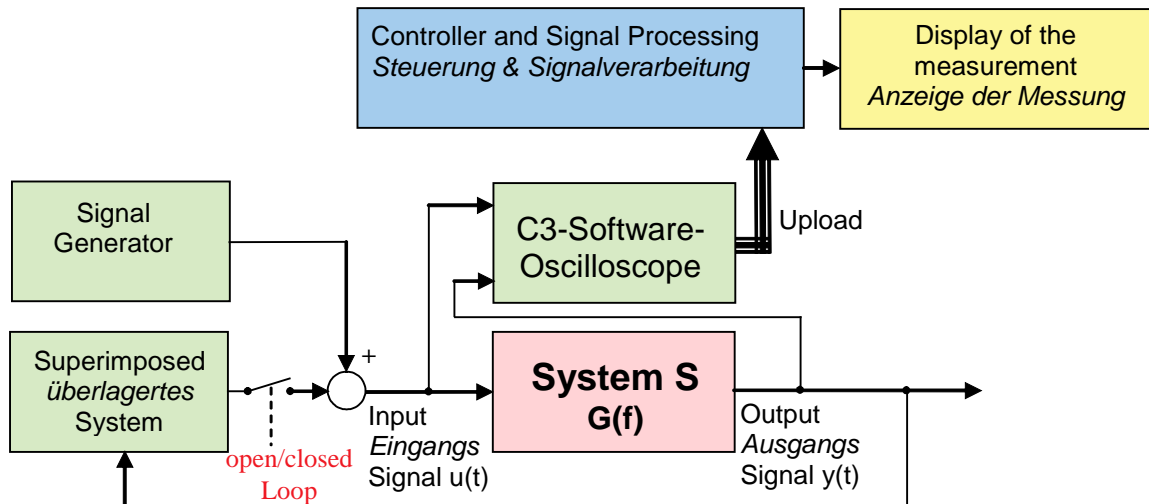 Controller and Signal Processing
Steuerung & Signalverarbeitung
Display of the
measurement
Anzeige der Messung
Signal
Generator
C3-Software-
Oscilloscope
Upload
Superimposed
überlagertes
System
+
System S
G(f)
Input
Eingangs
Signal u(t)
Output
Ausgangs
Signal y(t)
open/closed
Loop